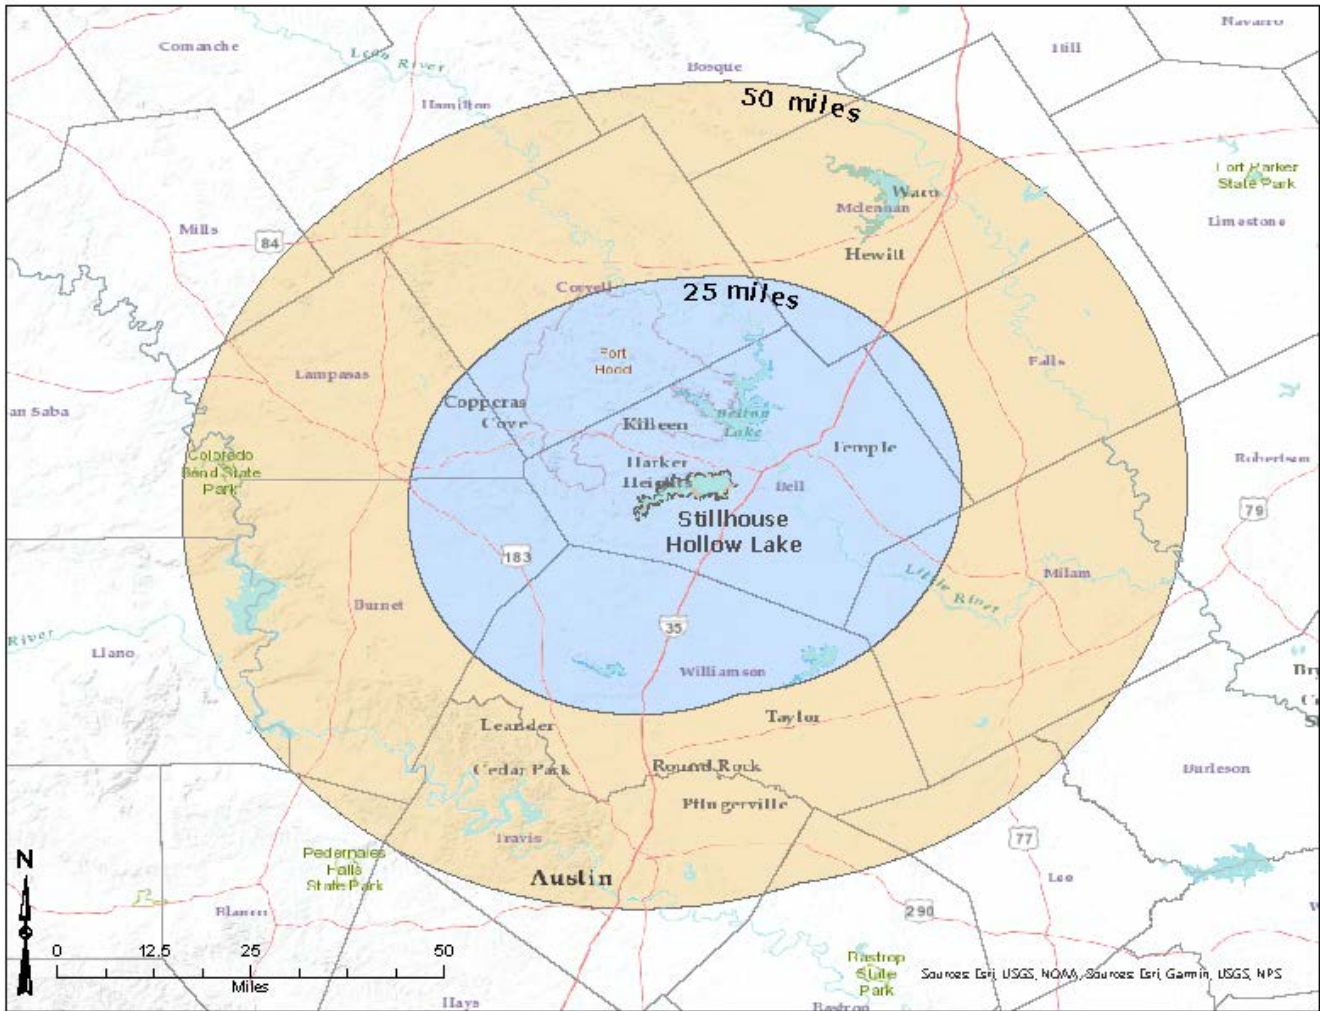 Navarro
Comanche
Hill
Leon River
Bosque
50 miles
Hamilton
Fort Parker
State Park
Waco
Mclennan
Limestone
Mills
84
Hewitt
Coryell
25 miles
Fort
Hood
Falls
Lampasas
Copperas
Cove
an Saba
Killeen
Belton
Lake
Temple
Colorado
Bend State
Park
Harker
Heights
Bell
Robertson
79
Stillhouse
Hollow Lake
183
Little River
Milam
Burnet
35
River
Llano
Williamson
Bry
Co
St
Taylor
Leander
Cedar Park
Round Rock
Burleson
Pflugerville
Travis
77
Pedernales
Falls
State Park
N
Austin
Lee
Blanco
290
W
0 12.5 25 50
Miles
Bastrop
State
Park
Sources: Esri, USGS, NOAA, Sources: Esri, Garmin, USGS, NPS
Hays
Bastrop